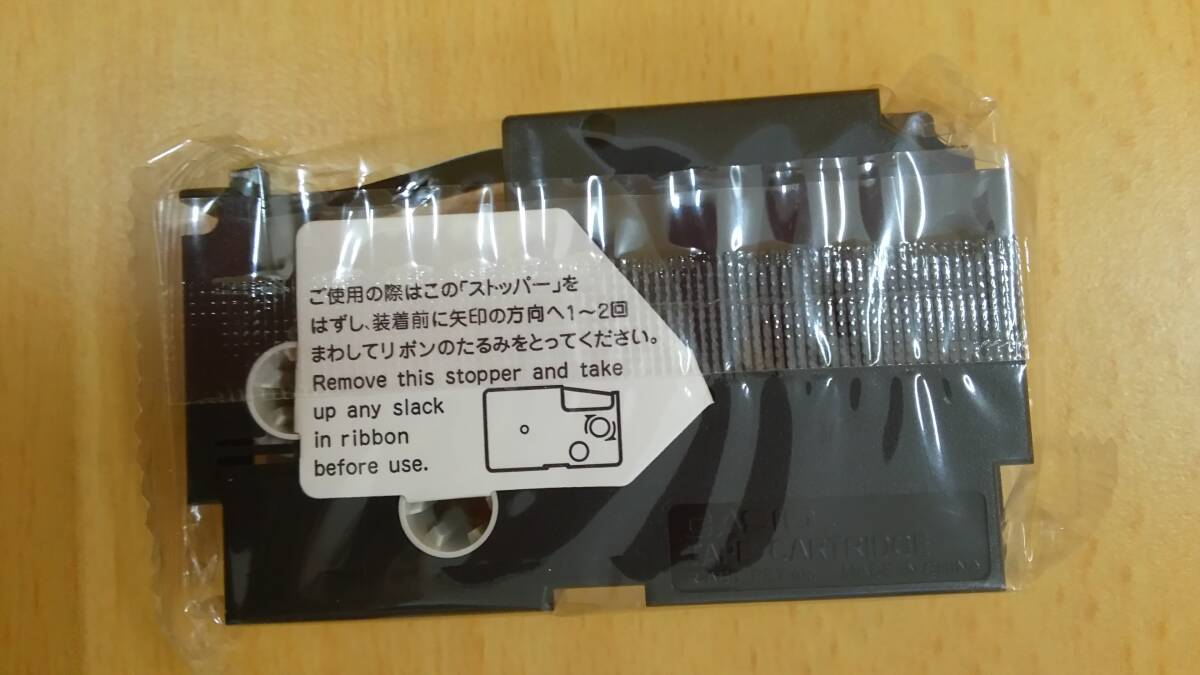 ご使用の際はこの「ストッパー」を
はずし、装着前に矢印の方向へ1～2回
まわしてリボンのたるみをとってください。
Remove this stopper and take
up any slack
in ribbon
before use.
CASIO
TAPE CARTRIDGE